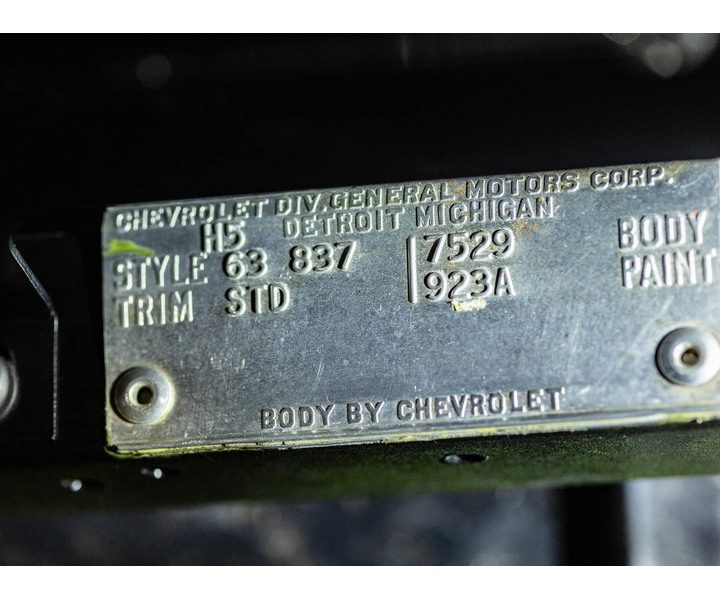 CHEVROLET DIV. GENERAL MOTORS CORP.
DETROIT MICHIGAN
H5
STYLE 63 837 7529 BODY
TRIM STD 923A PAINT
BODY BY CHEVROLET